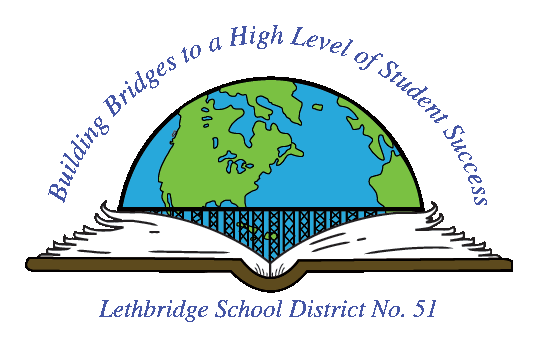 Building Bridges to a High Level of Student Success
Lethbridge School District No. 51